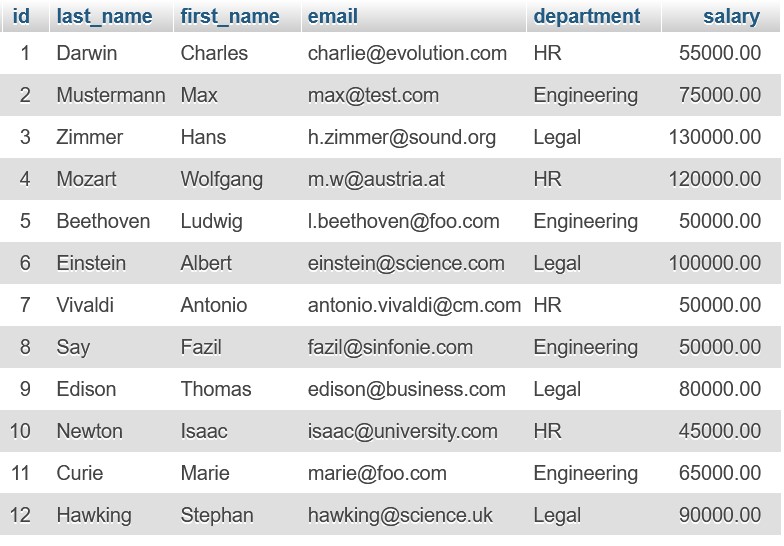 id last_name first_name email department salary
1 Darwin Charles charlie@evolution.com HR 55000.00
2 Mustermann Max max@test.com Engineering 75000.00
3 Zimmer Hans h.zimmer@sound.org Legal 130000.00
4 Mozart Wolfgang m.w@austria.at HR 120000.00
5 Beethoven Ludwig l.beethoven@foo.com Engineering 50000.00
6 Einstein Albert einstein@science.com Legal 100000.00
7 Vivaldi Antonio antonio.vivaldi@cm.com HR 50000.00
8 Say Fazil fazil@sinfonie.com Engineering 50000.00
9 Edison Thomas edison@business.com Legal 80000.00
10 Newton Isaac isaac@university.com HR 45000.00
11 Curie Marie marie@foo.com Engineering 65000.00
12 Hawking Stephan hawking@science.uk Legal 90000.00